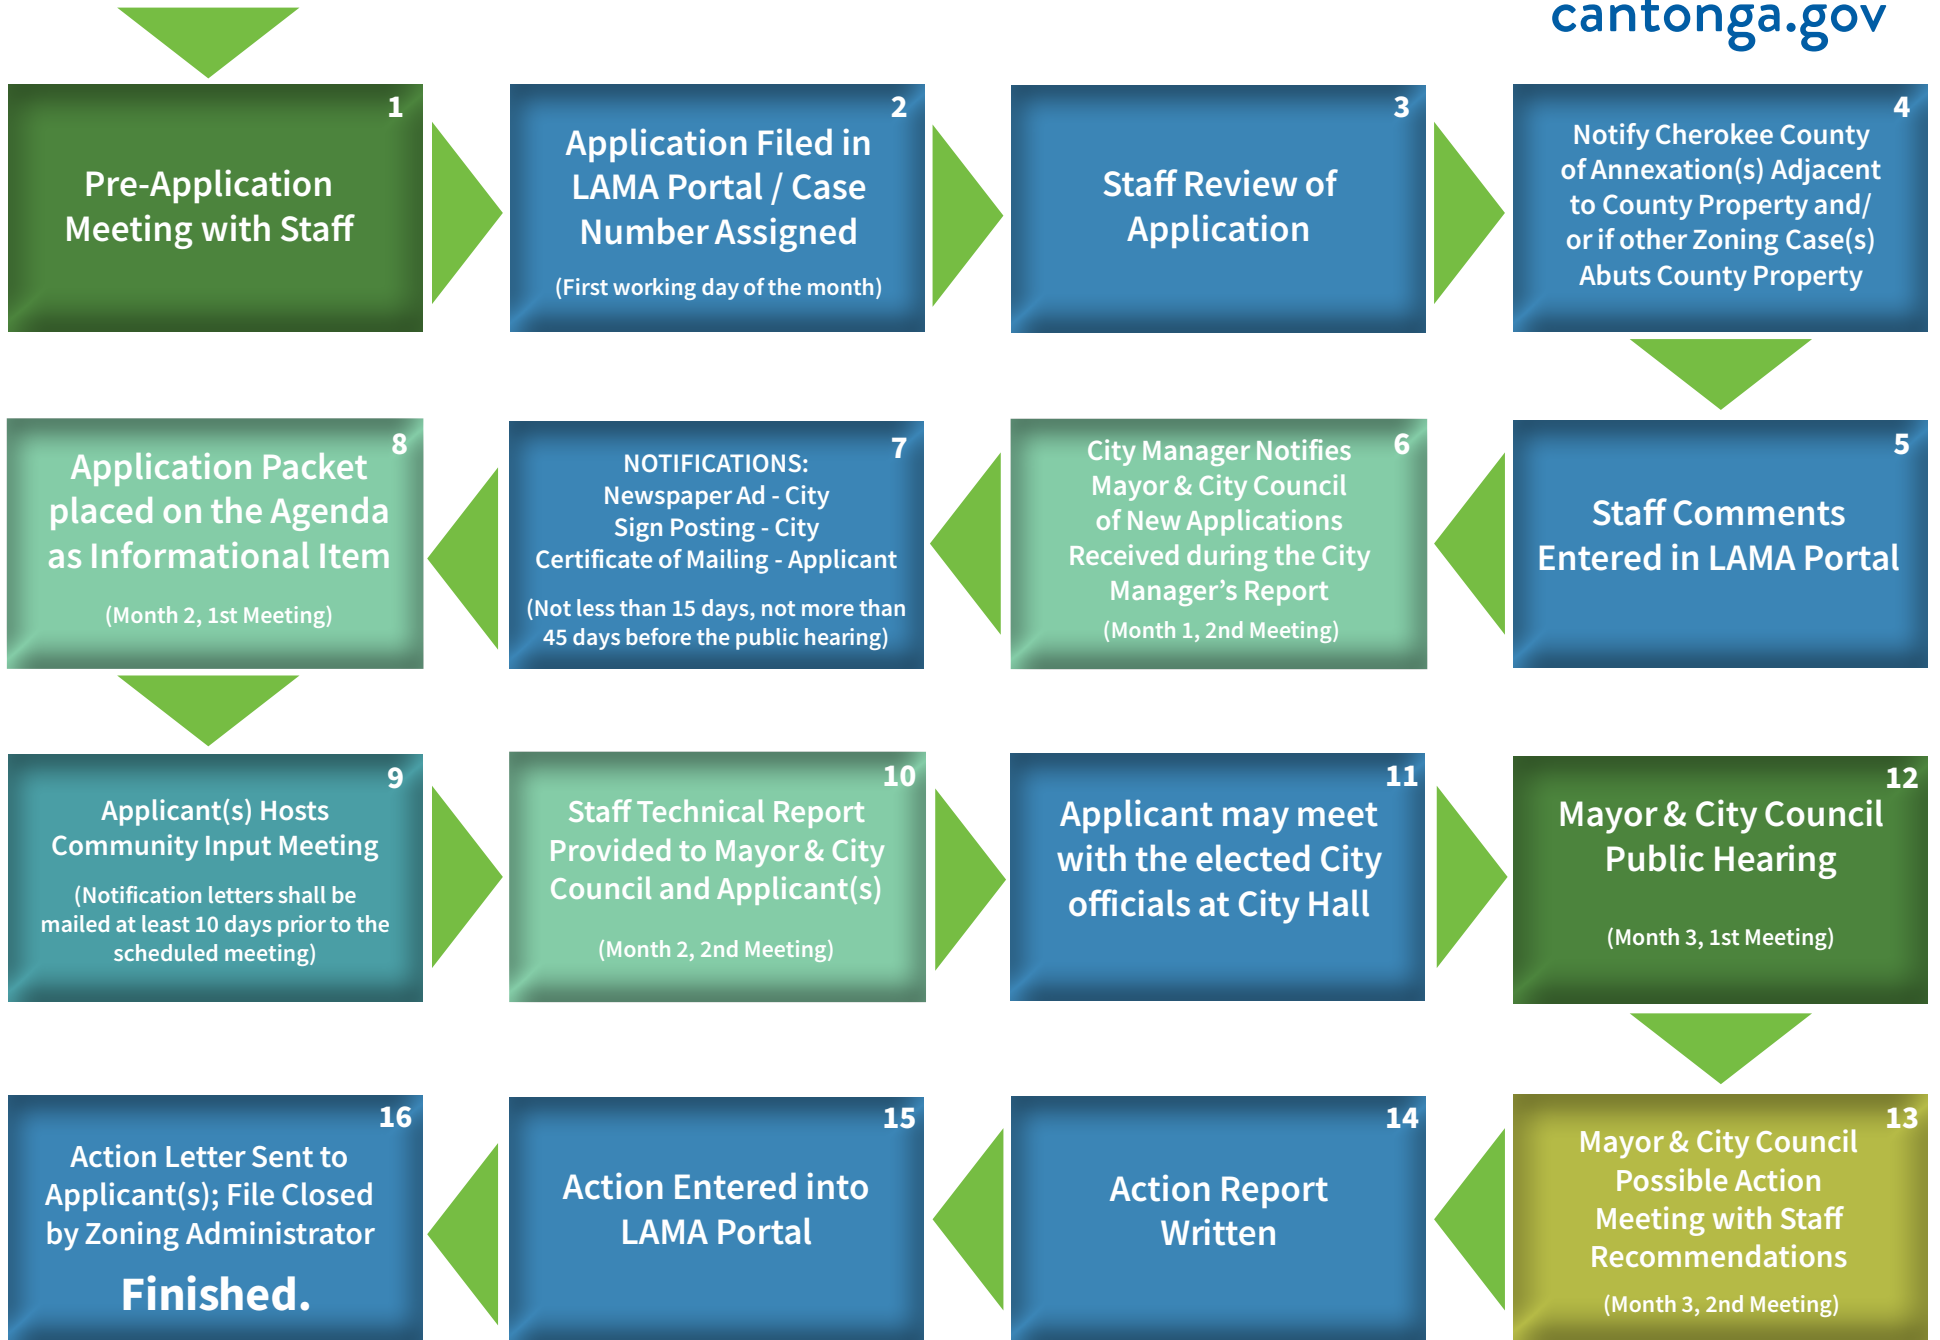 cantonga.gov
1
Pre-Application
Meeting with Staff
2
Application Filed in
LAMA Portal / Case
Number Assigned
(First working day of the month)
3
Staff Review of
Application
4
Notify Cherokee County
of Annexation(s) Adjacent
to County Property and/
or if other Zoning Case(s)
Abuts County Property
5
Staff Comments
Entered in LAMA Portal
6
City Manager Notifies
Mayor & City Council
of New Applications
Received during the City
Manager’s Report
(Month 1, 2nd Meeting)
7
NOTIFICATIONS:
Newspaper Ad - City
Sign Posting - City
Certificate of Mailing - Applicant
(Not less than 15 days, not more than
45 days before the public hearing)
8
Application Packet
placed on the Agenda
as Informational Item
(Month 2, 1st Meeting)
9
Applicant(s) Hosts
Community Input Meeting
(Notification letters shall be
mailed at least 10 days prior to the
scheduled meeting)
10
Staff Technical Report
Provided to Mayor & City
Council and Applicant(s)
(Month 2, 2nd Meeting)
11
Applicant may meet
with the elected City
officials at City Hall
12
Mayor & City Council
Public Hearing
(Month 3, 1st Meeting)
13
Mayor & City Council
Possible Action
Meeting with Staff
Recommendations
(Month 3, 2nd Meeting)
14
Action Report
Written
15
Action Entered into
LAMA Portal
16
Action Letter Sent to
Applicant(s); File Closed
by Zoning Administrator
Finished.